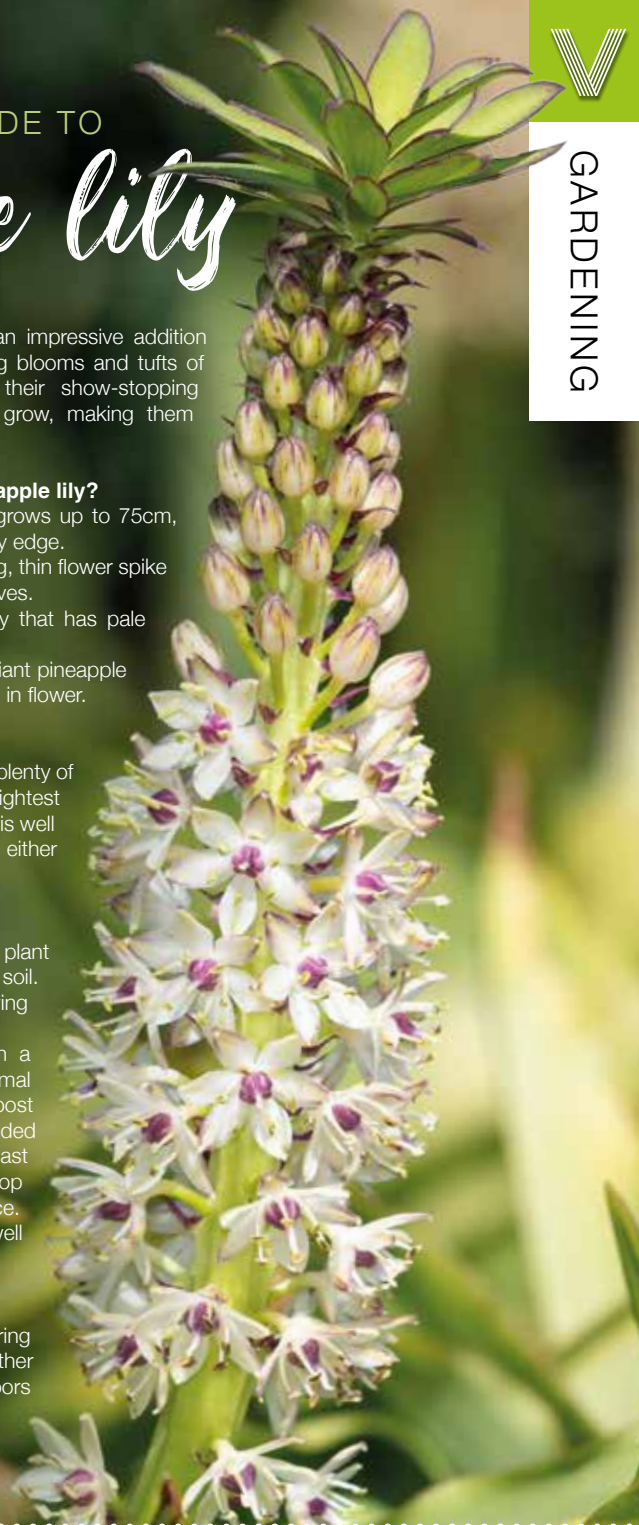 DE TO
e lily
an impressive addition
g blooms and tufts of
their show-stopping
grow, making them
apple lily?
grows up to 75cm,
y edge.
g, thin flower spike
ves.
y that has pale
iant pineapple
in flower.
plenty of
ightest
is well
either
plant
soil.
ing
n a
mal
post
ded
ast
op
ce.
vell
ring
ther
oors
V
GARDENING